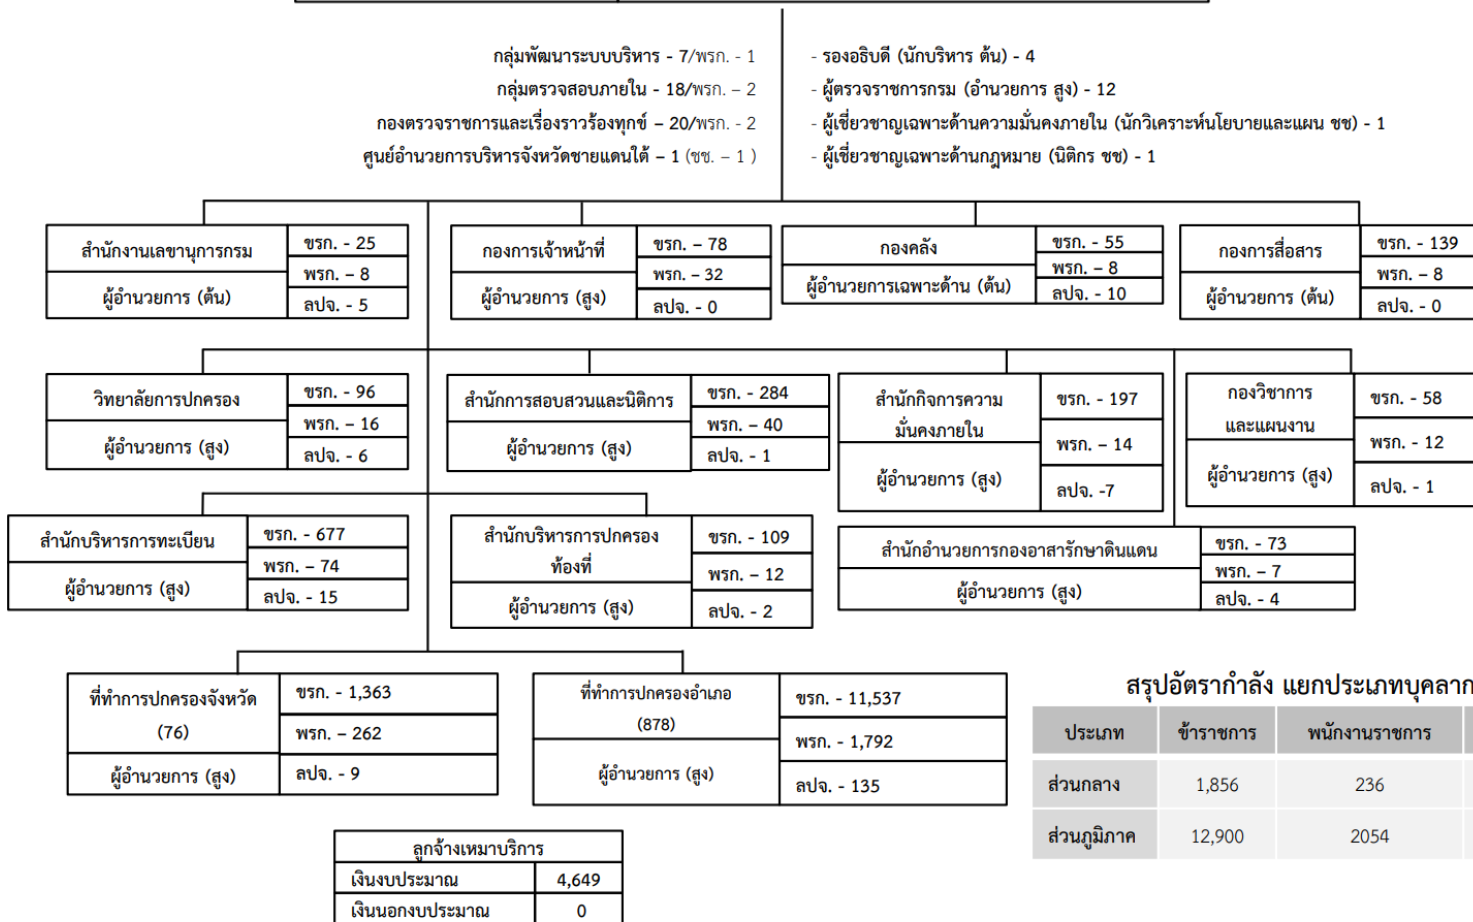 กลุ่มพัฒนาระบบบริหาร - 7/พรก. - 1
กลุ่มตรวจสอบภายใน - 18/พรก. – 2
กองตรวจราชการและเรื่องราวร้องทุกข์ – 20/พรก. - 2
ศูนย์อำนวยการบริหารจังหวัดชายแดนใต้ – 1 (ชช. – 1 )
- รองอธิบดี (นักบริหาร ต้น) - 4
- ผู้ตรวจราชการกรม (อำนวยการ สูง) - 12
- ผู้เชี่ยวชาญเฉพาะด้านความมั่นคงภายใน (นักวิเคราะห์นโยบายและแผน ชช) - 1
- ผู้เชี่ยวชาญเฉพาะด้านกฎหมาย (นิติกร ชช) - 1
สำนักงานเลขานุการกรม
ผู้อำนวยการ (ต้น)
ขรก. - 25
พรก. – 8
ลปจ. - 5
กองการเจ้าหน้าที่
ผู้อำนวยการ (สูง)
ขรก. – 78
พรก. – 32
ลปจ. - 0
กองคลัง
ผู้อำนวยการเฉพาะด้าน (ต้น)
ขรก. - 55
พรก. – 8
ลปจ. - 10
กองการสื่อสาร
ผู้อำนวยการ (ต้น)
ขรก. - 139
พรก. – 8
ลปจ. - 0
วิทยาลัยการปกครอง
ผู้อำนวยการ (สูง)
ขรก. - 96
พรก. – 16
ลปจ. - 6
สำนักการสอบสวนและนิติการ
ผู้อำนวยการ (สูง)
ขรก. - 284
พรก. – 40
ลปจ. - 1
สำนักกิจการความ
มั่นคงภายใน
ผู้อำนวยการ (สูง)
ขรก. - 197
พรก. – 14
ลปจ. -7
กองวิชาการ
และแผนงาน
ผู้อำนวยการ (สูง)
ขรก. - 58
พรก. – 12
ลปจ. - 1
สำนักบริหารการทะเบียน
ผู้อำนวยการ (สูง)
ขรก. - 677
พรก. – 74
ลปจ. - 15
สำนักบริหารการปกครอง
ท้องที่
ผู้อำนวยการ (สูง)
ขรก. - 109
พรก. – 12
ลปจ. - 2
สำนักอำนวยการกองอาสารักษาดินแดน
ผู้อำนวยการ (สูง)
ขรก. - 73
พรก. – 7
ลปจ. - 4
ที่ทำการปกครองจังหวัด
(76)
ผู้อำนวยการ (สูง)
ขรก. - 1,363
พรก. – 262
ลปจ. - 9
ที่ทำการปกครองอำเภอ
(878)
ผู้อำนวยการ (สูง)
ขรก. - 11,537
พรก. - 1,792
ลปจ. - 135
สรุปอัตรากำลัง แยกประเภทบุคลาก
ประเภท ข้าราชการ พนักงานราชการ
ส่วนกลาง 1,856 236
ส่วนภูมิภาค 12,900 2054
ลูกจ้างเหมาบริการ
เงินงบประมาณ 4,649
เงินนอกงบประมาณ 0